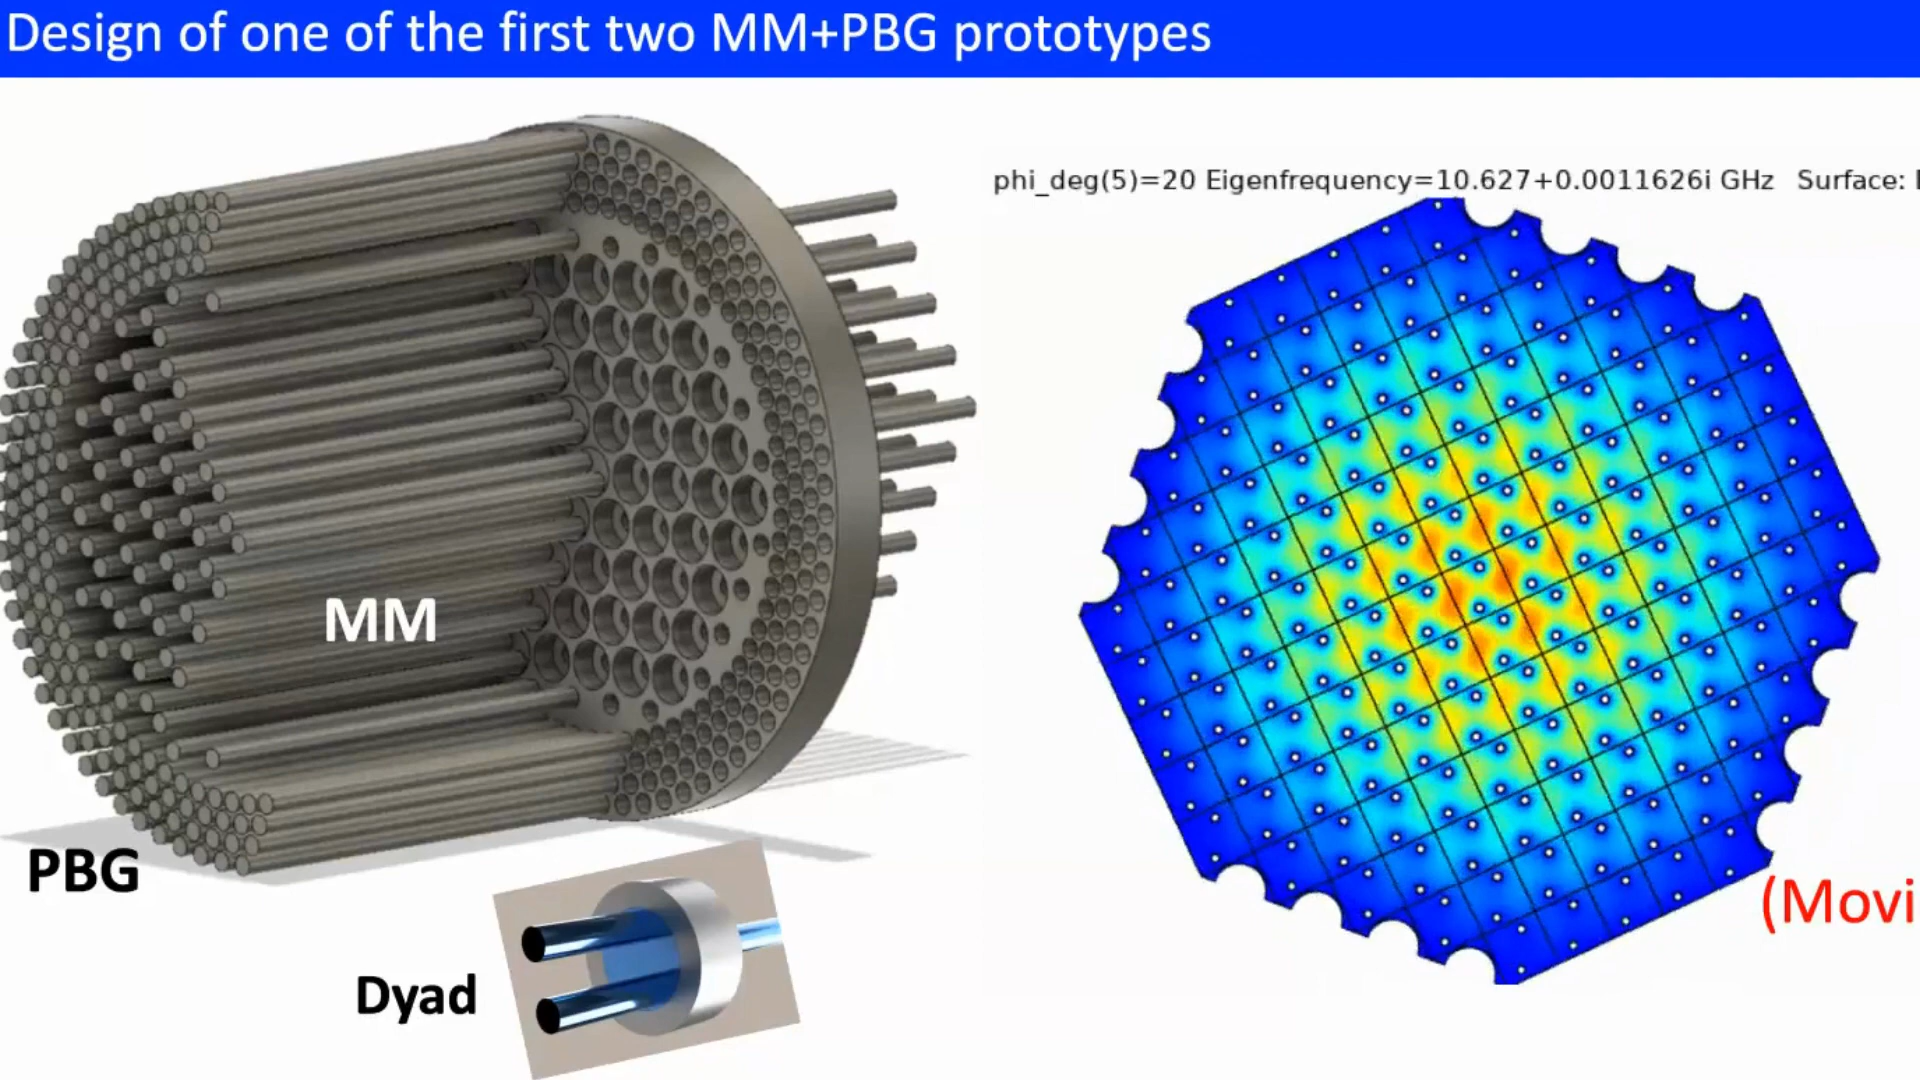 Design of one of the first two MM+PBG prototypes
phi_deg(5)=20 Eigenfrequency=10.627+0.0011626i GHz Surface:
MM
PBG
(Movi
Dyad